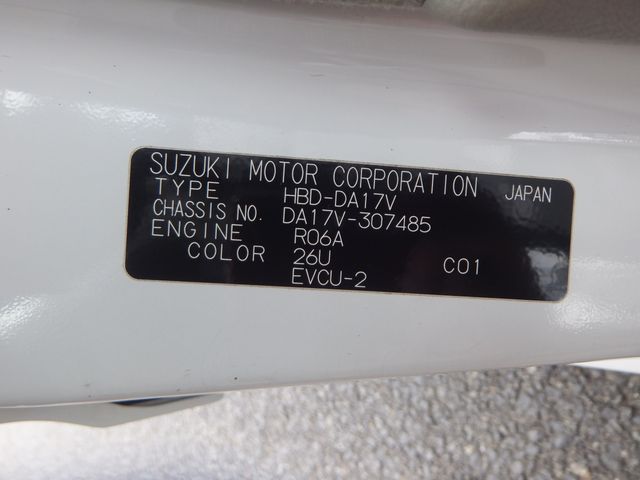 SUZUKI MOTOR CORPORATION JAPAN
TYPE HBD-DA17V
CHASSIS NO. DA17V-307485
ENGINE R06A
COLOR 26U C01
EVCU-2